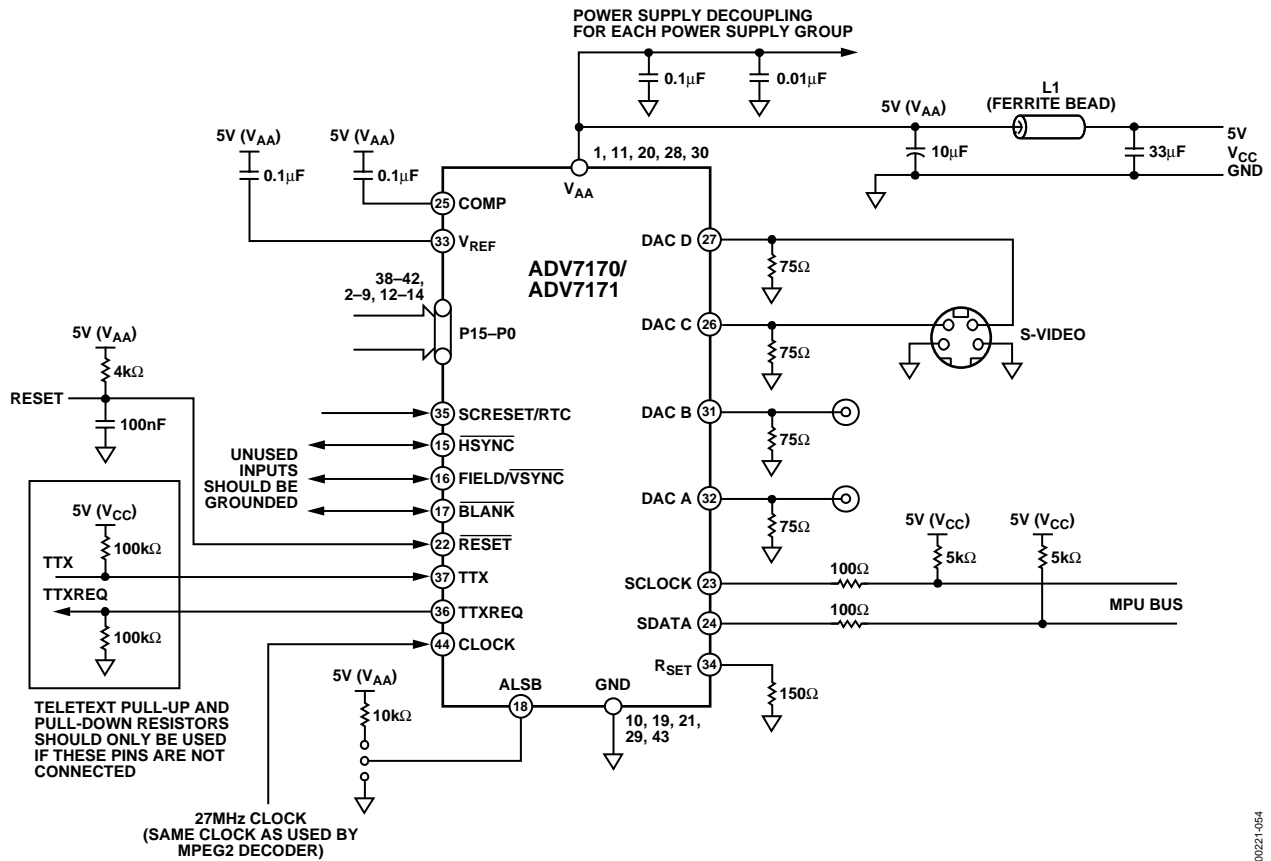 POWER SUPPLY DECOUPLING
FOR EACH POWER SUPPLY GROUP
0.1μF
0.01μF
L1
(FERRITE BEAD)
5V (VAA)
10μF
33μF
5V
VCC
GND
5V (VAA)
0.1μF
5V (VAA)
0.1μF
1, 11, 20, 28, 30
VAA
25 COMP
33 VREF
ADV7170/
ADV7171
38–42,
2–9, 12–14
P15–P0
DAC D 27
75Ω
DAC C 26
75Ω
S-VIDEO
DAC B 31
75Ω
DAC A 32
75Ω
5V (VAA)
4kΩ
RESET
100nF
35 SCRESET/RTC
15 HSYNC
16 FIELD/VSYNC
17 BLANK
22 RESET
37 TTX
36 TTXREQ
44 CLOCK
UNUSED
INPUTS
SHOULD BE
GROUNDED
5V (VCC)
100kΩ
TTX
TTXREQ
100kΩ
TELETEXT PULL-UP AND
PULL-DOWN RESISTORS
SHOULD ONLY BE USED
IF THESE PINS ARE NOT
CONNECTED
5V (VCC)
5kΩ
5V (VCC)
5kΩ
SCLOCK 23
100Ω
SDATA 24
100Ω
MPU BUS
RSET 34
150Ω
5V (VAA)
10kΩ
ALSB
18
GND
10, 19, 21,
29, 43
27MHz CLOCK
(SAME CLOCK AS USED BY
MPEG2 DECODER)
00221-054